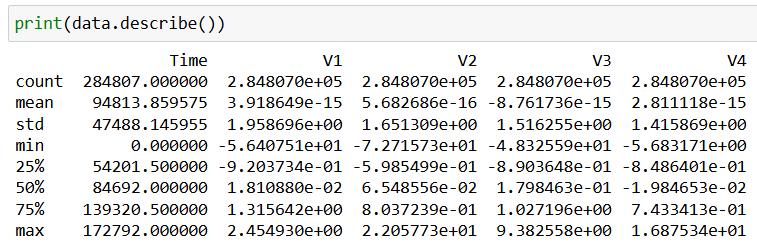 print(data.describe())
Time V1 V2 V3 V4
count 284807.000000 2.848070e+05 2.848070e+05 2.848070e+05 2.848070e+05
mean 94813.859575 3.918649e-15 5.682686e-16 -8.761736e-15 2.811118e-15
std 47488.145955 1.958696e+00 1.651309e+00 1.516255e+00 1.415869e+00
min 0.000000 -5.640751e+01 -7.271573e+01 -4.832559e+01 -5.683171e+00
25% 54201.500000 -9.203734e-01 -5.985499e-01 -8.903648e-01 -8.486401e-01
50% 84692.000000 1.810880e-02 6.548556e-02 1.798463e-01 -1.984653e-02
75% 139320.500000 1.315642e+00 8.037239e-01 1.027196e+00 7.433413e-01
max 172792.000000 2.454930e+00 2.205773e+01 9.382558e+00 1.687534e+01